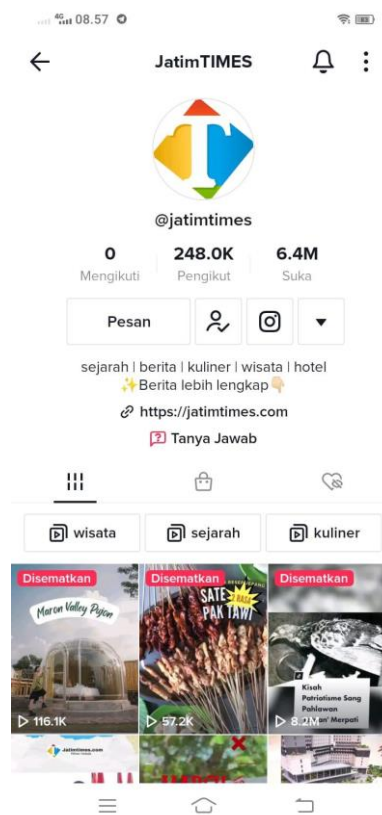 4G 08.57
JatimTIMES
T
@jatimtimes
0 248.0K 6.4M
Mengikuti Pengikut Suka
Pesan
sejarah | berita | kuliner | wisata | hotel
✨Berita lebih lengkap👇🏻
https://jatimtimes.com
Tanya Jawab
wisata sejarah kuliner
Disematkan Disematkan Disematkan
Maron Valley Pujon
SATE
PAK TAWI
Kisah
Patriotisme Sang
Pahlawan
Merpati
116.1K 57.2K 8.2M
Jatimtimes.com